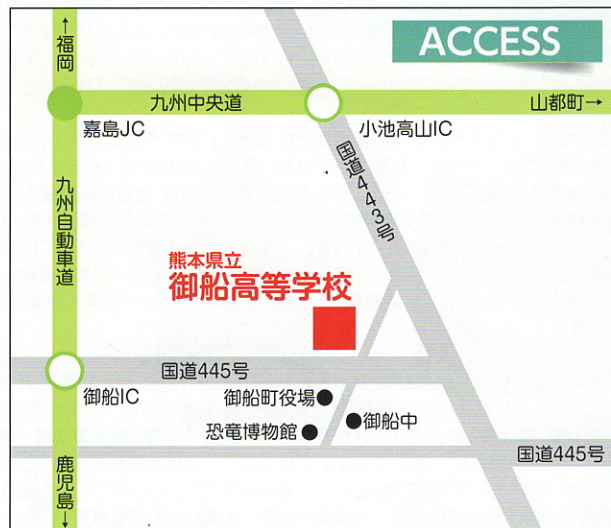 ↑福岡
ACCESS
九州中央道
山都町→
嘉島JC
小池高山IC
国道443号
九州自動車道
熊本県立
御船高等学校
国道445号
御船IC
御船町役場
御船中
恐竜博物館
国道445号
鹿児島↓